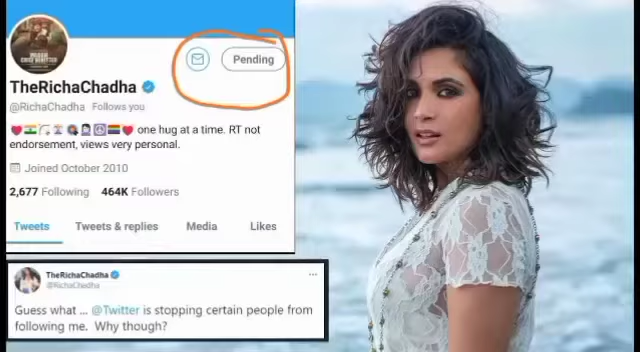 Pending
TheRichaChadha
@RichaChadha Follows you
one hug at a time. RT not
endorsement, views very personal.
Joined October 2010
2,677 Following 464K Followers
Tweets Tweets & replies Media Likes
TheRichaChadha
@RichaChadha
Guess what ... @Twitter is stopping certain people from
following me. Why though?